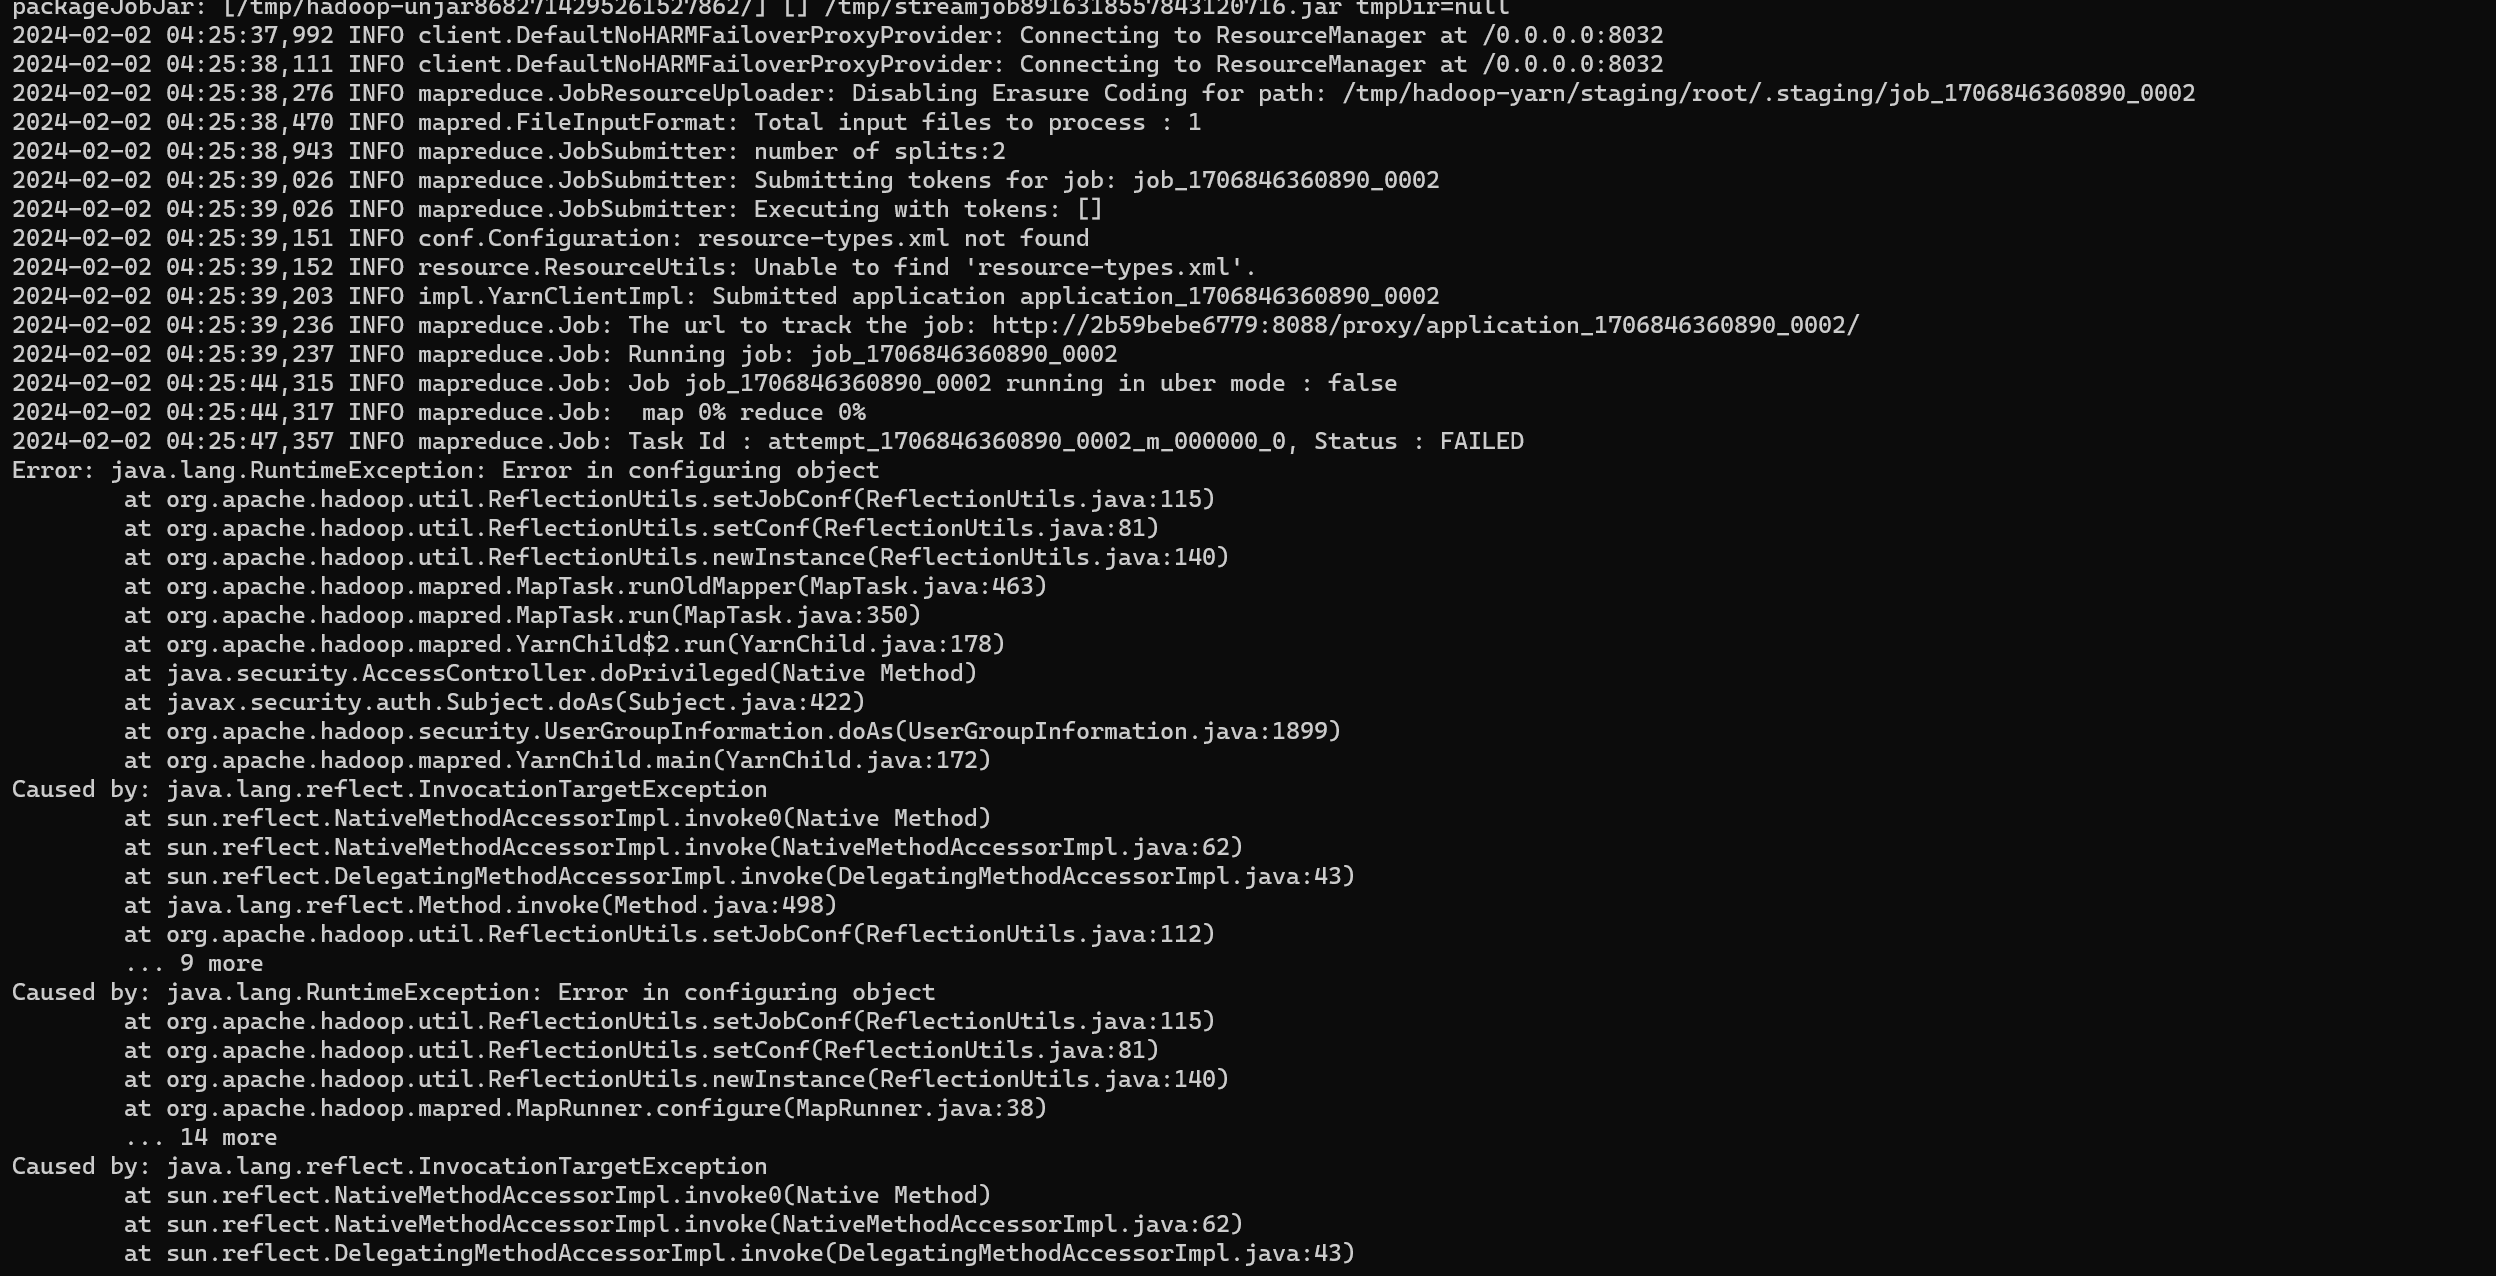 packageJobJar: [/tmp/hadoop-unjar8682714295261527862/] [] /tmp/streamjob8916318557843120716.jar tmpDir=null
2024-02-02 04:25:37,992 INFO client.DefaultNoHARMFailoverProxyProvider: Connecting to ResourceManager at /0.0.0.0:8032
2024-02-02 04:25:38,111 INFO client.DefaultNoHARMFailoverProxyProvider: Connecting to ResourceManager at /0.0.0.0:8032
2024-02-02 04:25:38,276 INFO mapreduce.JobResourceUploader: Disabling Erasure Coding for path: /tmp/hadoop-yarn/staging/root/.staging/job_1706846360890_0002
2024-02-02 04:25:38,470 INFO mapred.FileInputFormat: Total input files to process : 1
2024-02-02 04:25:38,943 INFO mapreduce.JobSubmitter: number of splits:2
2024-02-02 04:25:39,026 INFO mapreduce.JobSubmitter: Submitting tokens for job: job_1706846360890_0002
2024-02-02 04:25:39,026 INFO mapreduce.JobSubmitter: Executing with tokens: []
2024-02-02 04:25:39,151 INFO conf.Configuration: resource-types.xml not found
2024-02-02 04:25:39,152 INFO resource.ResourceUtils: Unable to find 'resource-types.xml'.
2024-02-02 04:25:39,203 INFO impl.YarnClientImpl: Submitted application application_1706846360890_0002
2024-02-02 04:25:39,236 INFO mapreduce.Job: The url to track the job: http://2b59bebe6779:8088/proxy/application_1706846360890_0002/
2024-02-02 04:25:39,237 INFO mapreduce.Job: Running job: job_1706846360890_0002
2024-02-02 04:25:44,315 INFO mapreduce.Job: Job job_1706846360890_0002 running in uber mode : false
2024-02-02 04:25:44,317 INFO mapreduce.Job:  map 0% reduce 0%
2024-02-02 04:25:47,357 INFO mapreduce.Job: Task Id : attempt_1706846360890_0002_m_000000_0, Status : FAILED
Error: java.lang.RuntimeException: Error in configuring object
        at org.apache.hadoop.util.ReflectionUtils.setJobConf(ReflectionUtils.java:115)
        at org.apache.hadoop.util.ReflectionUtils.setConf(ReflectionUtils.java:81)
        at org.apache.hadoop.util.ReflectionUtils.newInstance(ReflectionUtils.java:140)
        at org.apache.hadoop.mapred.MapTask.runOldMapper(MapTask.java:463)
        at org.apache.hadoop.mapred.MapTask.run(MapTask.java:350)
        at org.apache.hadoop.mapred.YarnChild$2.run(YarnChild.java:178)
        at java.security.AccessController.doPrivileged(Native Method)
        at javax.security.auth.Subject.doAs(Subject.java:422)
        at org.apache.hadoop.security.UserGroupInformation.doAs(UserGroupInformation.java:1899)
        at org.apache.hadoop.mapred.YarnChild.main(YarnChild.java:172)
Caused by: java.lang.reflect.InvocationTargetException
        at sun.reflect.NativeMethodAccessorImpl.invoke0(Native Method)
        at sun.reflect.NativeMethodAccessorImpl.invoke(NativeMethodAccessorImpl.java:62)
        at sun.reflect.DelegatingMethodAccessorImpl.invoke(DelegatingMethodAccessorImpl.java:43)
        at java.lang.reflect.Method.invoke(Method.java:498)
        at org.apache.hadoop.util.ReflectionUtils.setJobConf(ReflectionUtils.java:112)
        ... 9 more
Caused by: java.lang.RuntimeException: Error in configuring object
        at org.apache.hadoop.util.ReflectionUtils.setJobConf(ReflectionUtils.java:115)
        at org.apache.hadoop.util.ReflectionUtils.setConf(ReflectionUtils.java:81)
        at org.apache.hadoop.util.ReflectionUtils.newInstance(ReflectionUtils.java:140)
        at org.apache.hadoop.mapred.MapRunner.configure(MapRunner.java:38)
        ... 14 more
Caused by: java.lang.reflect.InvocationTargetException
        at sun.reflect.NativeMethodAccessorImpl.invoke0(Native Method)
        at sun.reflect.NativeMethodAccessorImpl.invoke(NativeMethodAccessorImpl.java:62)
        at sun.reflect.DelegatingMethodAccessorImpl.invoke(DelegatingMethodAccessorImpl.java:43)